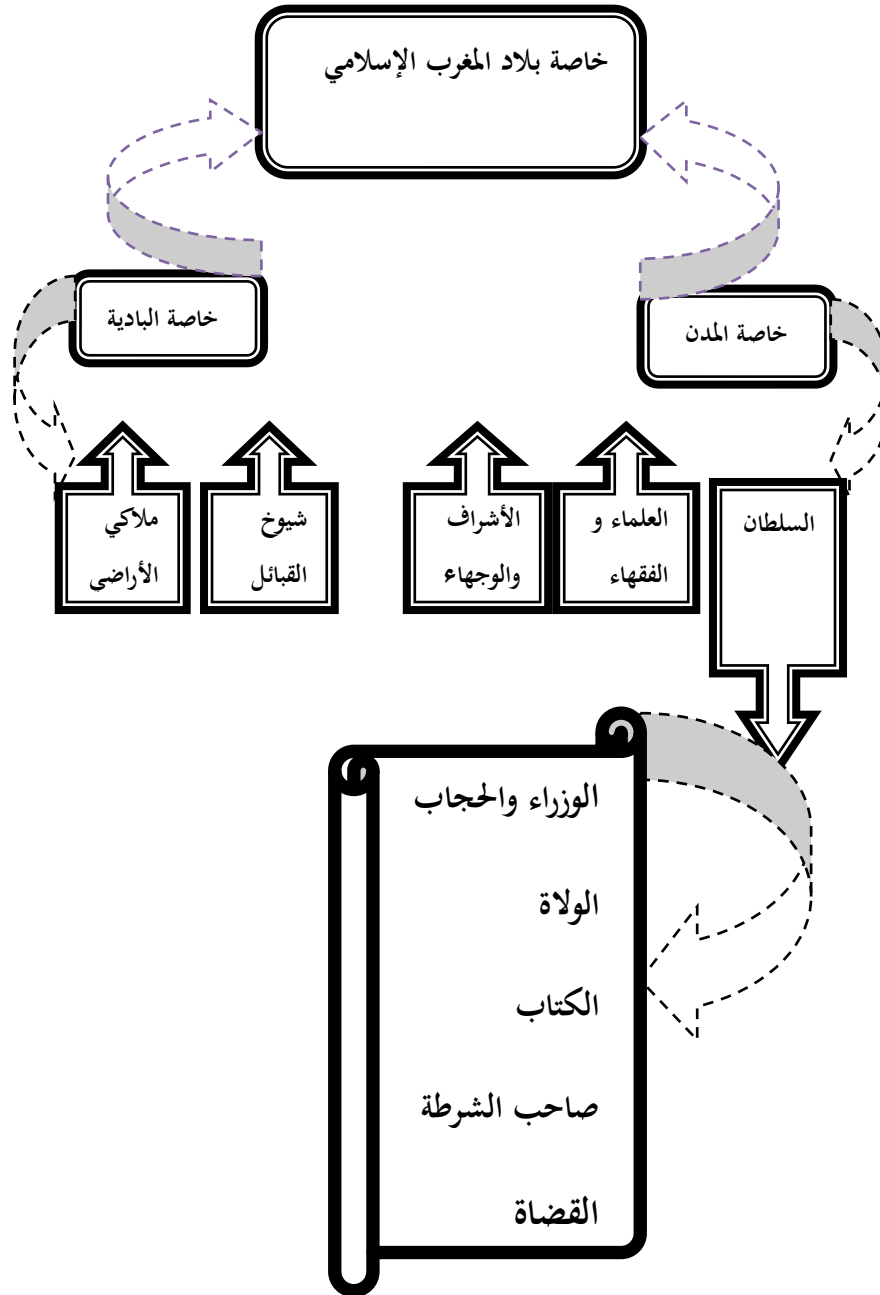 خاصة بلاد المغرب الإسلامي
خاصة المدن
خاصة البادية
السلطان
العلماء و
الفقهاء
الأشراف
والوجهاء
شيوخ
القبائل
ملاكي
الأراضي
الوزراء والحجاب
الولاة
الكتاب
صاحب الشرطة
القضاة